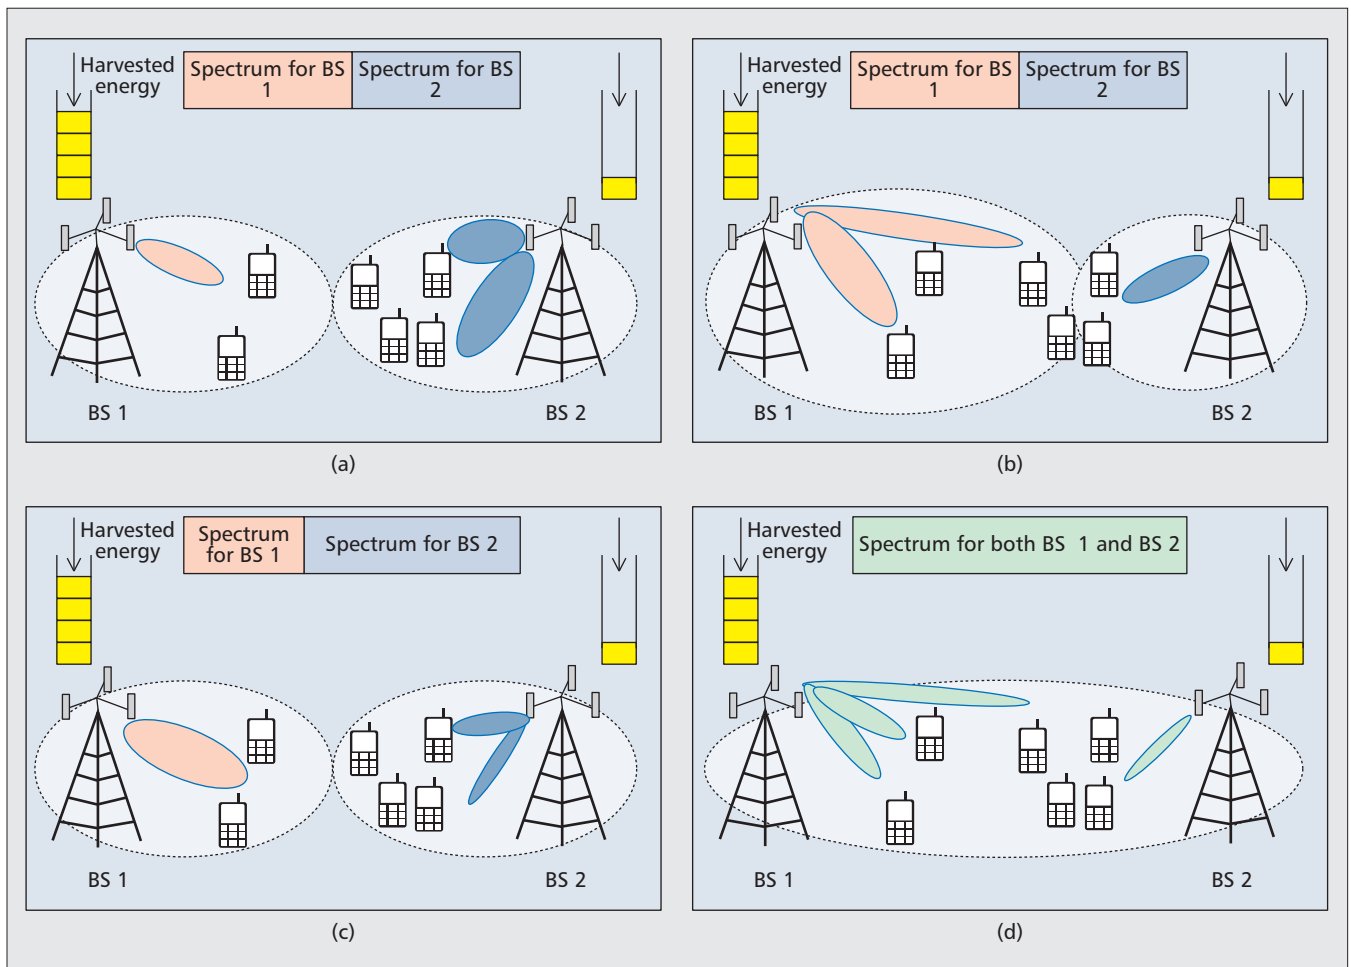 Harvested
energy
Spectrum for BS
1
Spectrum for BS
2
BS 1
BS 2
(a)
Harvested
energy
Spectrum for BS
1
Spectrum for BS
2
BS 1
BS 2
(b)
Harvested
energy
Spectrum
for BS 1
Spectrum for BS 2
BS 1
BS 2
(c)
Harvested
energy
Spectrum for both BS 1 and BS 2
BS 1
BS 2
(d)